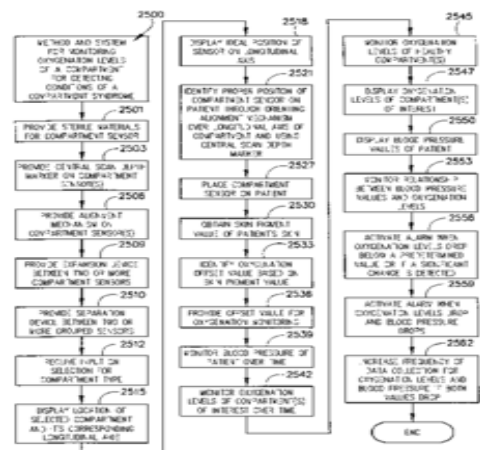 2500
METHOD AND SYSTEM
FOR MONITORING
OXYGENATION LEVELS
OF A COMPARTMENT
FOR DETECTING
CONDITIONS OF A
COMPARTMENT SYNDROME
2501
PROVIDE STERILE MATERIALS
FOR COMPARTMENT SENSOR
2503
PROVIDE CENTRAL SCAN DEPTH
MARKER ON COMPARTMENT
SENSOR(S)
2506
PROVIDE ALIGNMENT
MECHANISM ON
COMPARTMENT SENSOR(S)
2509
PROVIDE EXPANSION DEVICE
BETWEEN TWO OR MORE
COMPARTMENT SENSORS
2510
PROVIDE SEPARATION
DEVICE BETWEEN TWO OR
MORE GROUPED SENSORS
2512
RECEIVE INPUT ON
SELECTION FOR
COMPARTMENT TYPE
2515
DISPLAY LOCATION OF
SELECTED COMPARTMENT
AND ITS CORRESPONDING
LONGITUDINAL AXIS
2518
DISPLAY IDEAL POSITION OF
SENSOR ON LONGITUDINAL
AXIS
2521
IDENTIFY PROPER POSITION OF
COMPARTMENT SENSOR ON
PATIENT THROUGH ORIENTING
ALIGNMENT MECHANISM
OVER LONGITUDINAL AXIS OF
COMPARTMENT AND USING
CENTRAL SCAN DEPTH
MARKER
2527
PLACE COMPARTMENT
SENSOR ON PATIENT
2530
OBTAIN SKIN PIGMENT
VALUE OF PATIENT'S SKIN
2533
IDENTIFY OXYGENATION
OFFSET VALUE BASED ON
SKIN PIGMENT VALUE
2536
PROVIDE OFFSET VALUE FOR
OXYGENATION MONITORING
2539
MONITOR BLOOD PRESSURE OF
PATIENT OVER TIME
2542
MONITOR OXYGENATION
LEVELS OF COMPARTMENT(S)
OF INTEREST OVER TIME
2545
MONITOR OXYGENATION
LEVELS OF HEALTHY
COMPARTMENT(S)
2547
DISPLAY OXYGENATION
LEVELS OF COMPARTMENT(S)
OF INTEREST
2550
DISPLAY BLOOD PRESSURE
VALUES OF PATIENT
2553
MONITOR RELATIONSHIP
BETWEEN BLOOD PRESSURE
VALUES AND OXYGENATION
LEVELS
2556
ACTIVATE ALARM WHEN
OXYGENATION LEVELS DROP
BELOW A PREDETERMINED
VALUE OR IF A SIGNIFICANT
CHANGE IS DETECTED
2559
ACTIVATE ALARM WHEN
OXYGENATION LEVELS DROP
AND BLOOD PRESSURE
DROPS
2562
INCREASE FREQUENCY OF
DATA COLLECTION FOR
OXYGENATION LEVELS AND
BLOOD PRESSURE IF BOTH
VALUES DROP
END